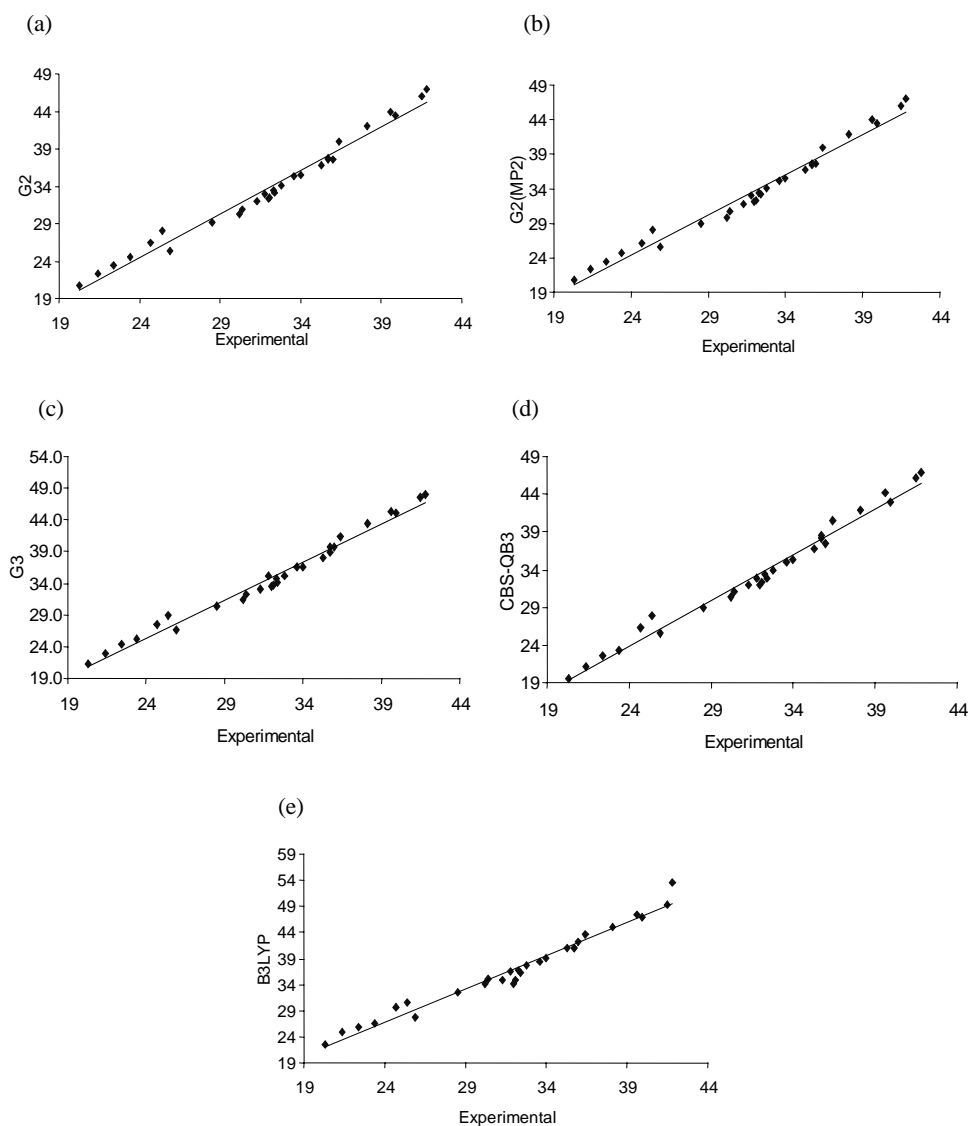 (a)
49
44
39
34
29
24
19
G2
19 24 29 34 39 44
Experimental
(b)
49
44
39
34
29
24
19
G2(MP2)
19 24 29 34 39 44
Experimental
(c)
54.0
49.0
44.0
39.0
34.0
29.0
24.0
19.0
G3
19 24 29 34 39 44
Experimental
(d)
49
44
39
34
29
24
19
CBS-QB3
19 24 29 34 39 44
Experimental
(e)
59
54
49
44
39
34
29
24
19
B3LYP
19 24 29 34 39 44
Experimental